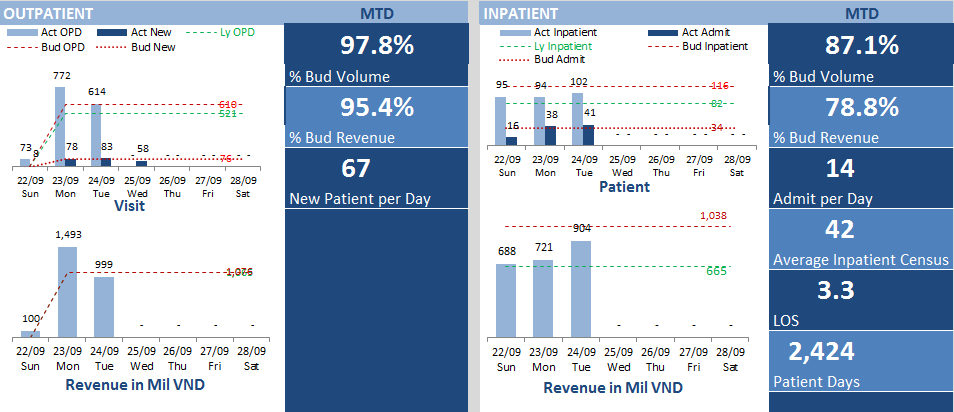 OUTPATIENT
MTD
Act OPD
Act New
Ly OPD
Bud OPD
Bud New
772
614
610
521
73
9
78
83
58
76
- - -
22/09 23/09 24/09 25/09 26/09 27/09 28/09
Sun Mon Tue Wed Thu Fri Sat
Visit
1,493
999
1,076
100
- - - -
22/09 23/09 24/09 25/09 26/09 27/09 28/09
Sun Mon Tue Wed Thu Fri Sat
Revenue in Mil VND
97.8%
% Bud Volume
95.4%
% Bud Revenue
67
New Patient per Day
INPATIENT
MTD
Act Inpatient
Act Admit
Ly Inpatient
Bud Inpatient
Bud Admit
95
94
102
116
82
16
38
41
34
- - - -
22/09 23/09 24/09 25/09 26/09 27/09 28/09
Sun Mon Tue Wed Thu Fri Sat
Patient
1,038
904
688
721
665
- - - -
22/09 23/09 24/09 25/09 26/09 27/09 28/09
Sun Mon Tue Wed Thu Fri Sat
Revenue in Mil VND
87.1%
% Bud Volume
78.8%
% Bud Revenue
14
Admit per Day
42
Average Inpatient Census
3.3
LOS
2,424
Patient Days